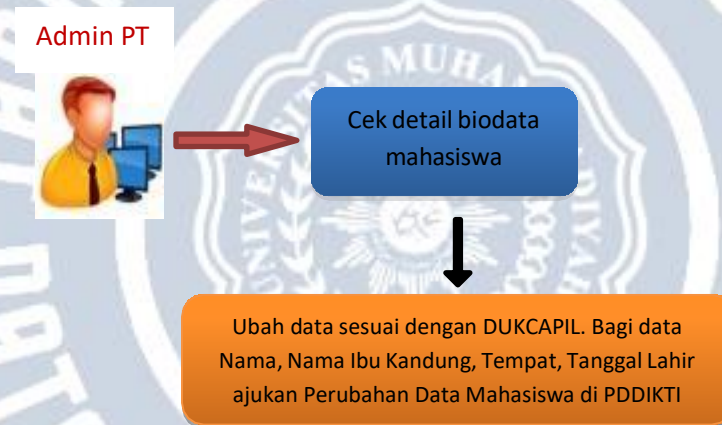 Admin PT
Cek detail biodata
mahasiswa
Ubah data sesuai dengan DUKCAPIL. Bagi data
Nama, Nama Ibu Kandung, Tempat, Tanggal Lahir
ajukan Perubahan Data Mahasiswa di PDDIKTI